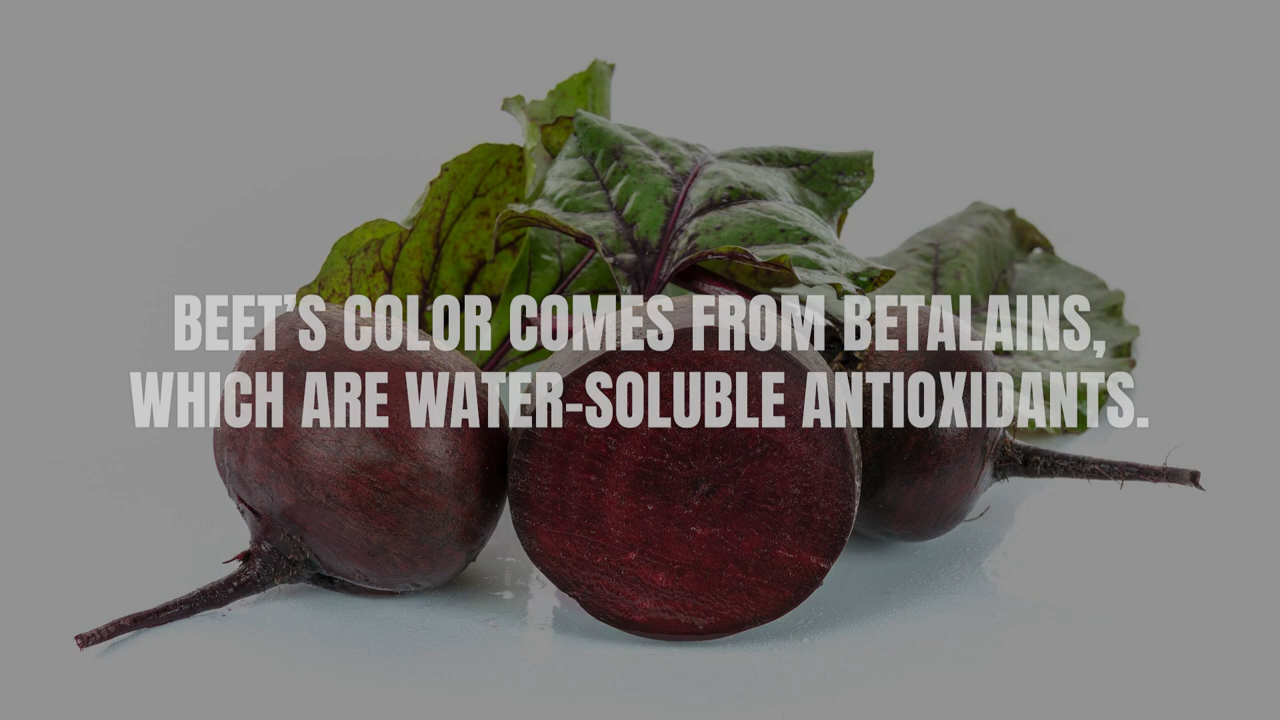 BEET’S COLOR COMES FROM BETALAINS,
WHICH ARE WATER-SOLUBLE ANTIOXIDANTS.